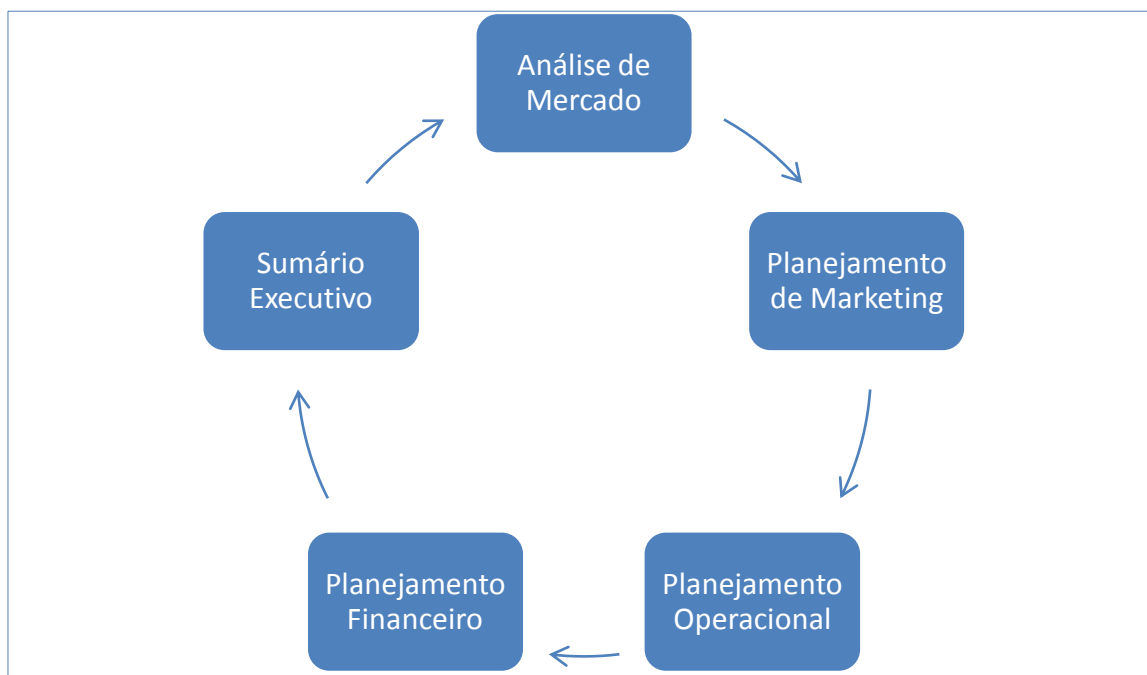 Análise de
Mercado
Planejamento
de Marketing
Planejamento
Operacional
Planejamento
Financeiro
Sumário
Executivo